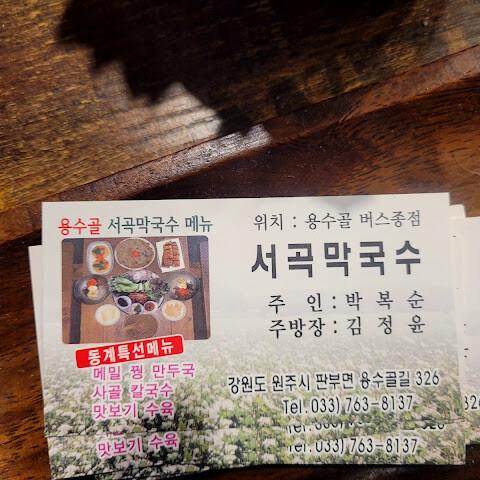 용수골 서곡막국수 메뉴
위치 : 용수골 버스종점
서곡막국수
주 인 : 박 복 순
주방장 : 김 정 윤
동계특선메뉴
메밀 꿩 만두국
사골 칼국수
맛보기 수육
강원도 원주시 판부면 용수골길 326
Tel. 033) 763-8137
326
Tel. 033) 763-8137
맛보기 수육
326
8137